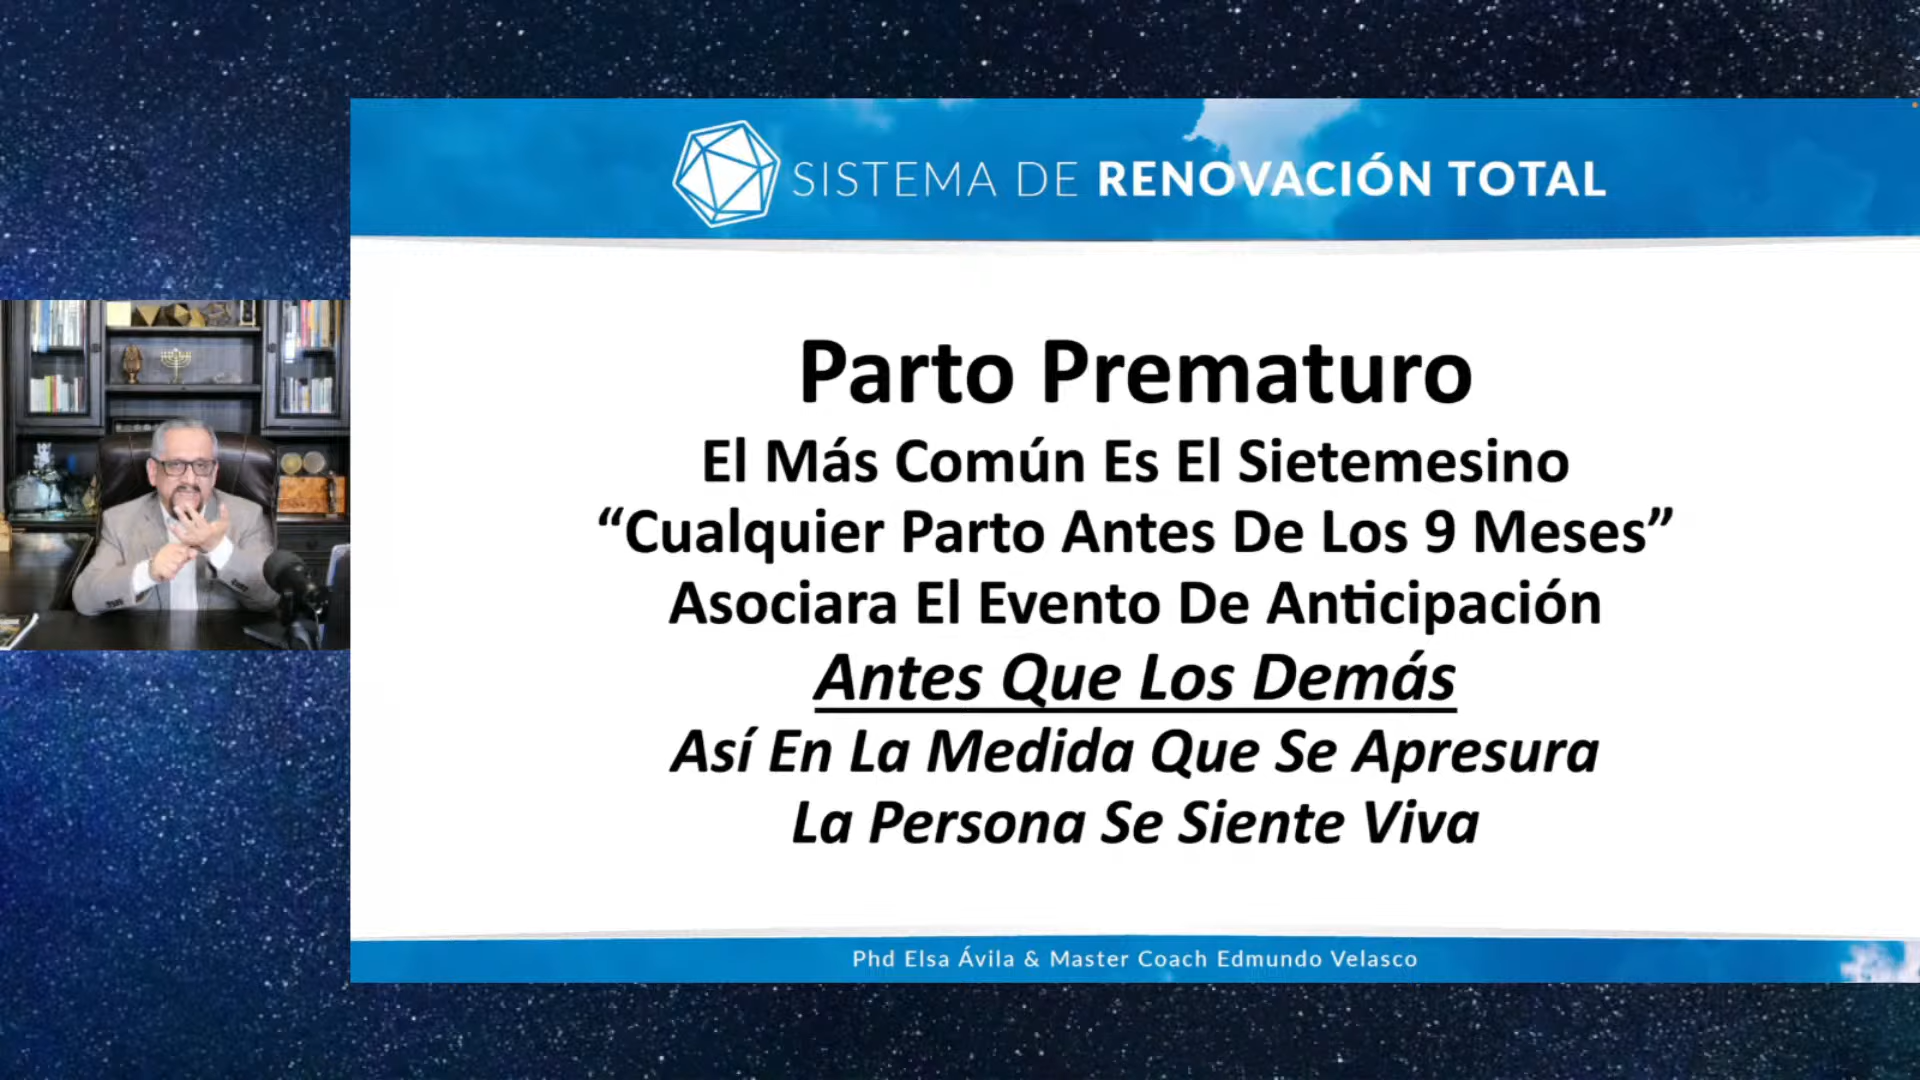 SISTEMA DE RENOVACIÓN TOTAL
Parto Prematuro
El Más Común Es El Sietemesino
“Cualquier Parto Antes De Los 9 Meses”
Asociara El Evento De Anticipación
Antes Que Los Demás
Así En La Medida Que Se Apresura
La Persona Se Siente Viva
Phd Elsa Ávila & Master Coach Edmundo Velasco